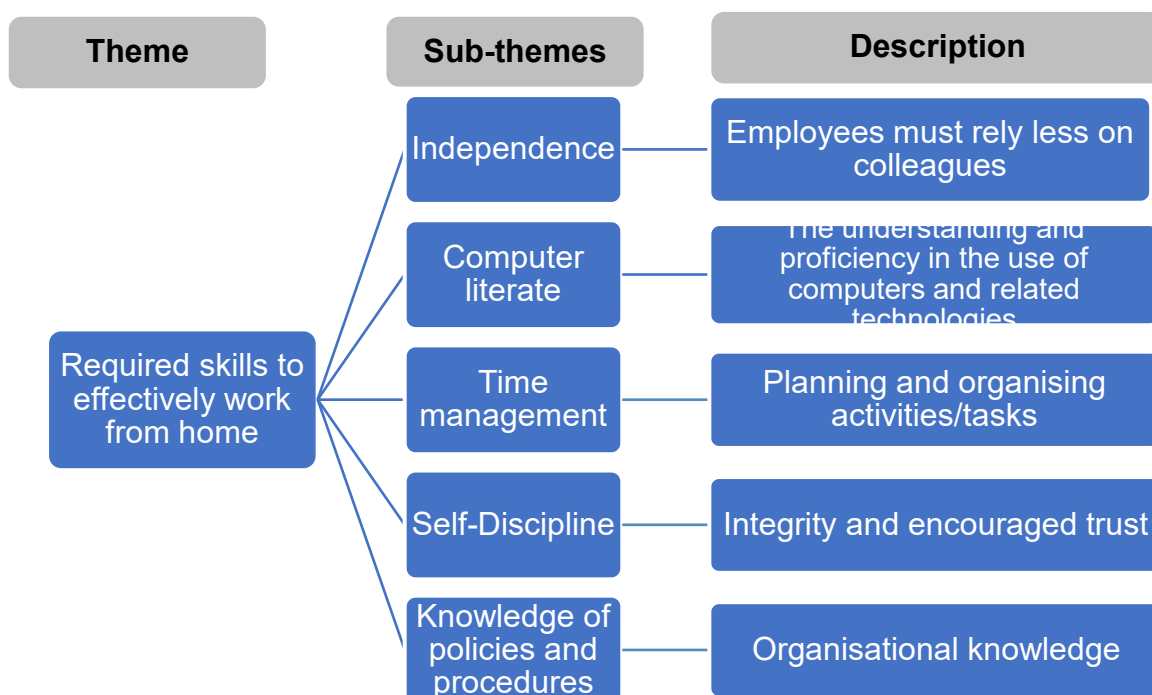 Theme
Sub-themes
Description
Required skills to
effectively work
from home
Independence
Employees must rely less on
colleagues
Computer
literate
The understanding and
proficiency in the use of
computers and related
technologies
Time
management
Planning and organising
activities/tasks
Self-Discipline
Integrity and encouraged trust
Knowledge of
policies and
procedures
Organisational knowledge